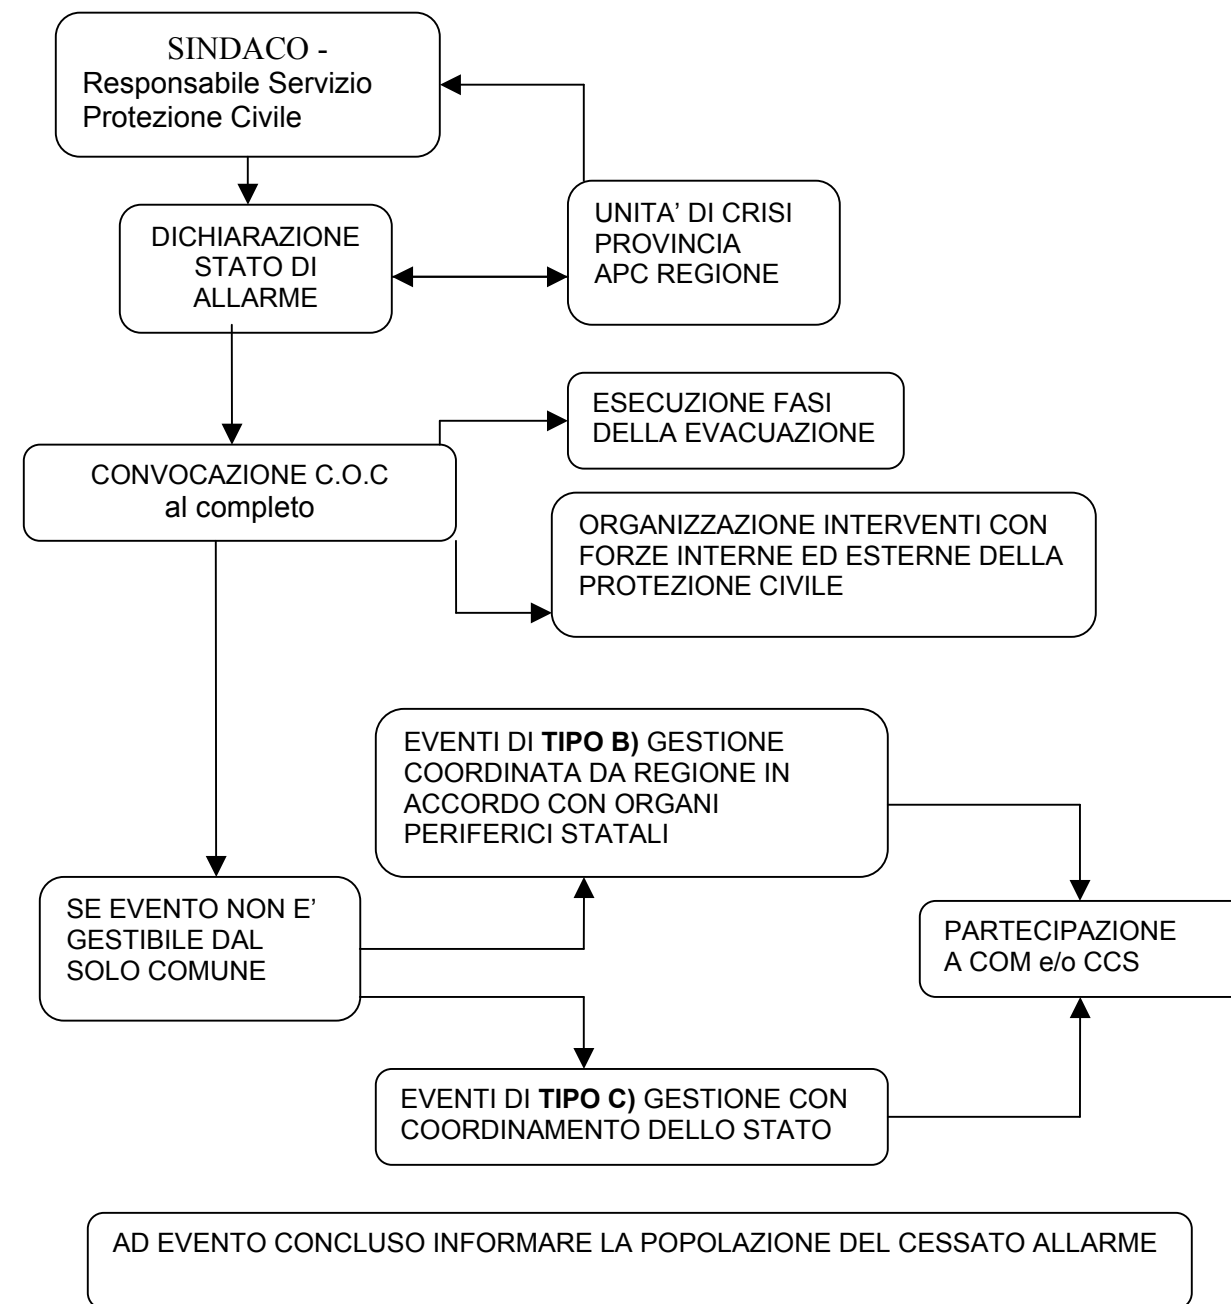 SINDACO -
Responsabile Servizio
Protezione Civile
UNITA’ DI CRISI
PROVINCIA
APC REGIONE
DICHIARAZIONE
STATO DI
ALLARME
ESECUZIONE FASI
DELLA EVACUAZIONE
CONVOCAZIONE C.O.C
al completo
ORGANIZZAZIONE INTERVENTI CON
FORZE INTERNE ED ESTERNE DELLA
PROTEZIONE CIVILE
EVENTI DI TIPO B) GESTIONE
COORDINATA DA REGIONE IN
ACCORDO CON ORGANI
PERIFERICI STATALI
SE EVENTO NON E’
GESTIBILE DAL
SOLO COMUNE
PARTECIPAZIONE
A COM e/o CCS
EVENTI DI TIPO C) GESTIONE CON
COORDINAMENTO DELLO STATO
AD EVENTO CONCLUSO INFORMARE LA POPOLAZIONE DEL CESSATO ALLARME